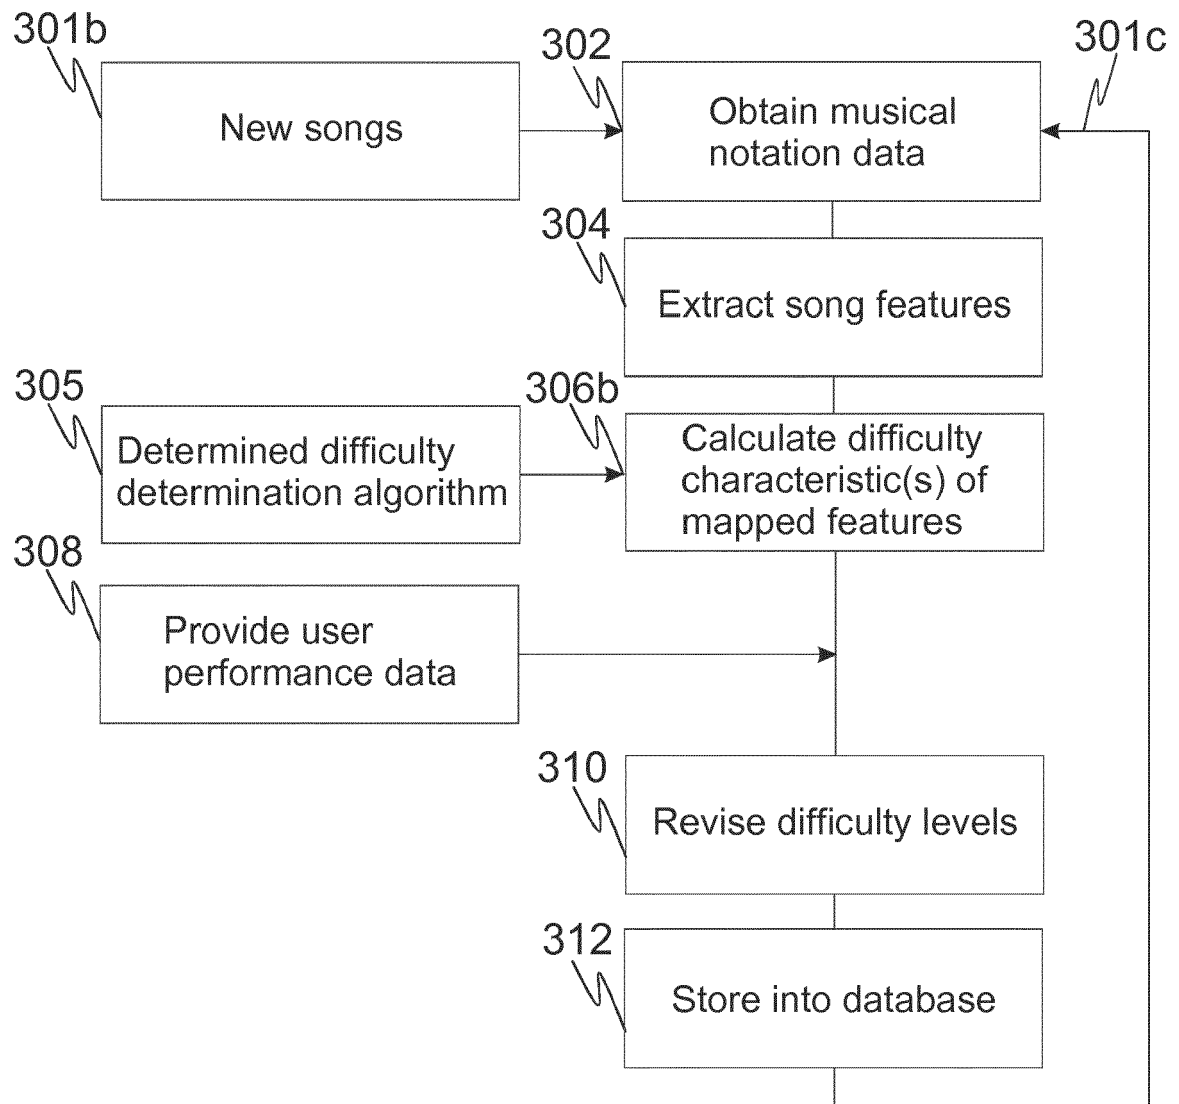 301b
302
301c
New songs
Obtain musical
notation data
304
Extract song features
305
306b
Determined difficulty
determination algorithm
Calculate difficulty
characteristic(s) of
mapped features
308
Provide user
performance data
310
Revise difficulty levels
312
Store into database